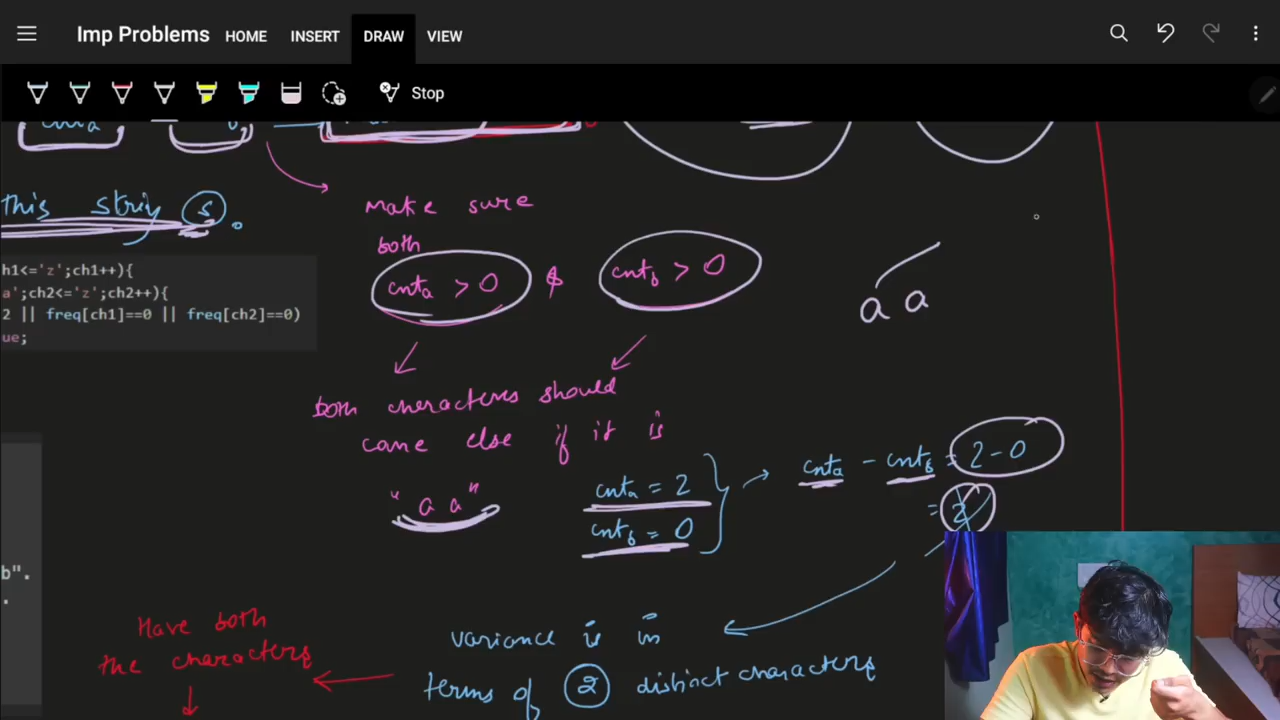 Imp Problems HOME INSERT DRAW VIEW
Stop
this string s.
make sure
both
cnta > 0 & cntb > 0
h1<='z';ch1++){
a';ch2<='z';ch2++){
2 || freq[ch1]==0 || freq[ch2]==0)
ue;
a a
both characters should
come else if it is
"a a"
cnta = 2
cntb = 0
cnta - cntb = 2-0
= 2
b".
.
Have both
the characters
variance is in
terms of 2 distinct characters